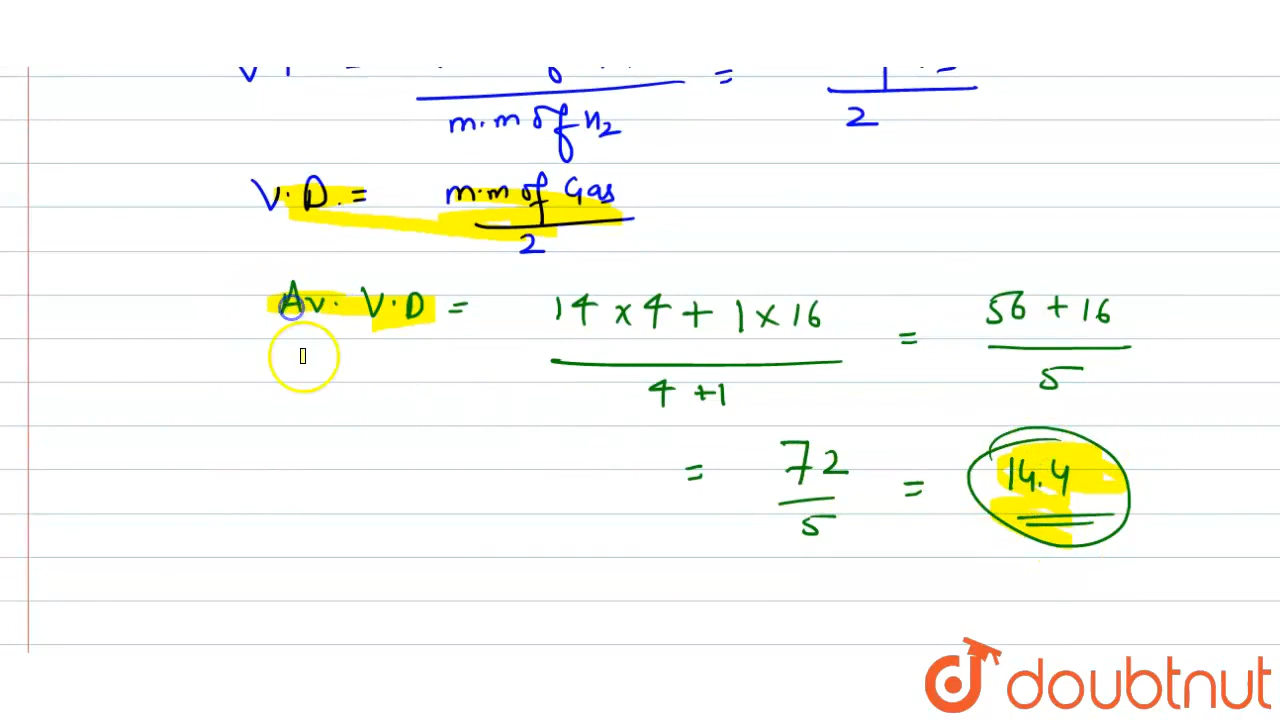 2
m.m of H2
V.D. = m.m of Gas
2
Av. V.D = 14 x 4 + 1 x 16 = 56 + 16
4 + 1 5
= 72 = 14.4
5
doubtnut